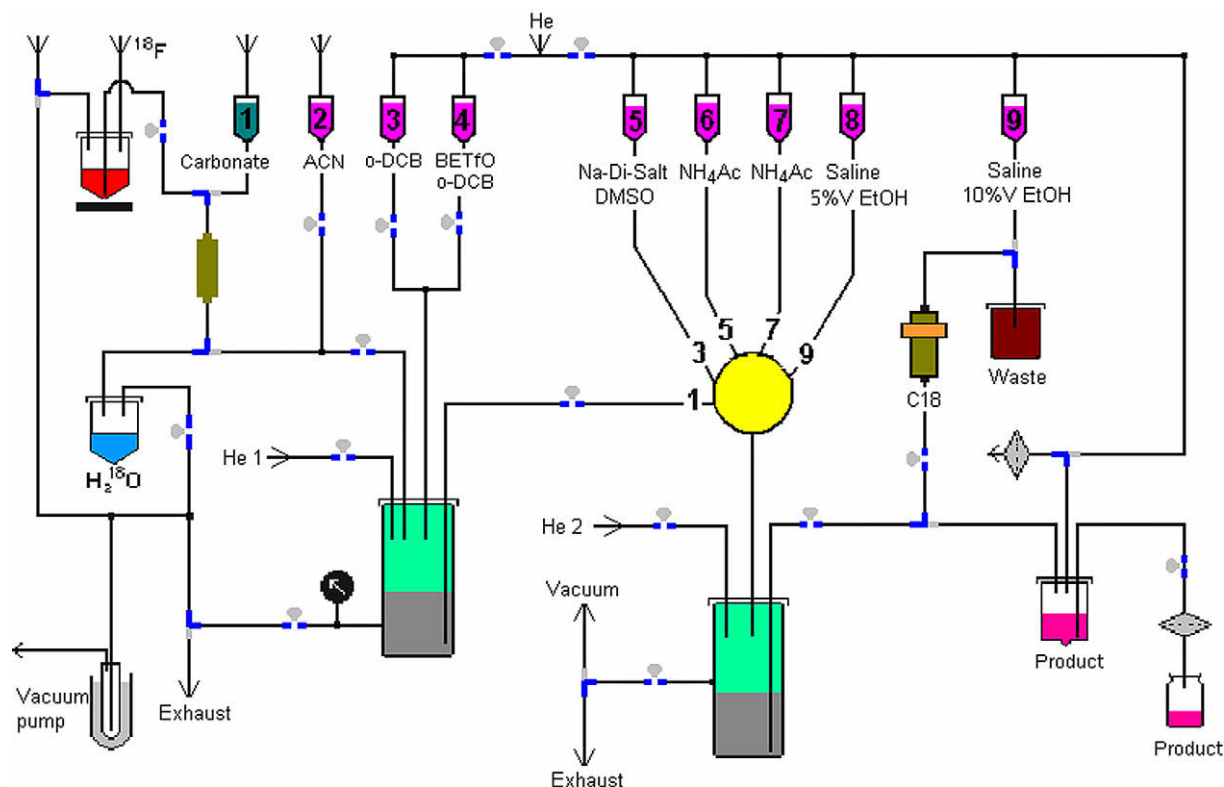 He
¹⁸F
1
2
3
4
5
6
7
8
9
Carbonate
ACN
o-DCB
BETfO
o-DCB
Na-Di-Salt
DMSO
NH₄Ac
NH₄Ac
Saline
5%V EtOH
Saline
10%V EtOH
3
5
7
9
1
Waste
C18
H₂¹⁸O
He 1
He 2
Vacuum
Vacuum
pump
Exhaust
Product
Exhaust
Product